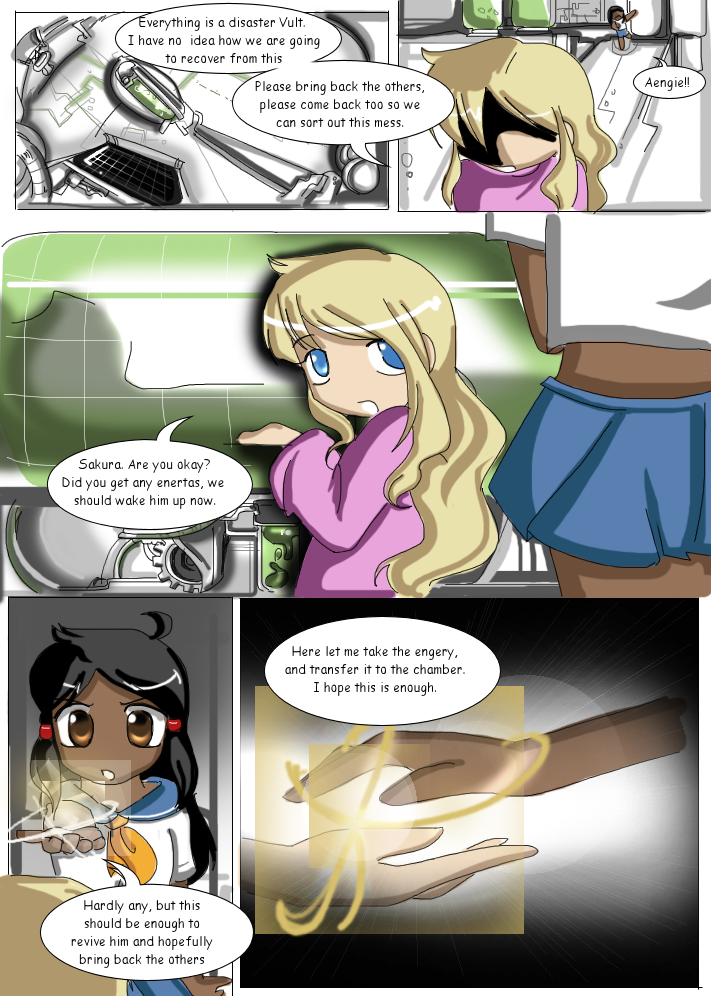 Everything is a disaster Vult.
I have no idea how we are going
to recover from this
Please bring back the others,
please come back too so we
can sort out this mess.
Aengie!!
Sakura. Are you okay?
Did you get any enertas, we
should wake him up now.
Hardly any, but this
should be enough to
revive him and hopefully
bring back the others
Here let me take the engery,
and transfer it to the chamber.
I hope this is enough.